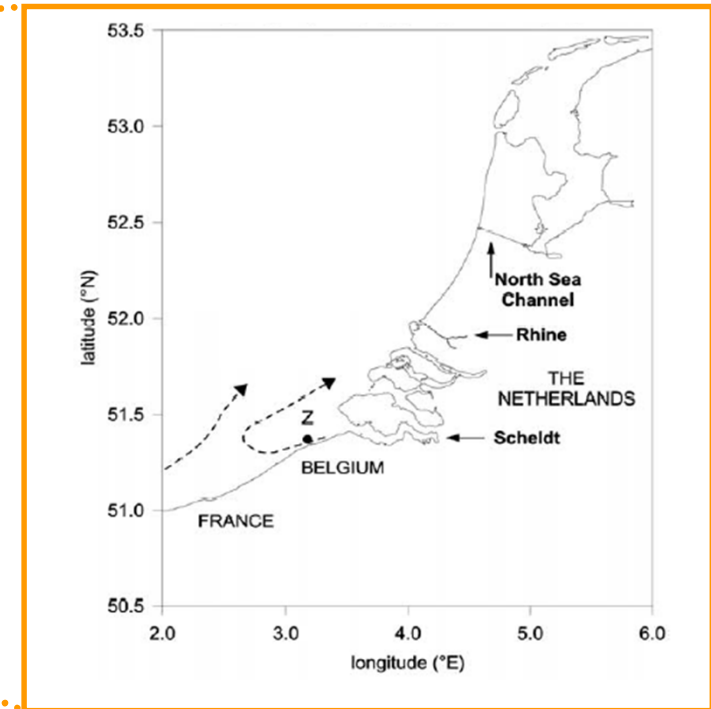 53.5
53.0
52.5
52.0
51.5
51.0
50.5
latitude (°N)
North Sea
Channel
Rhine
THE
NETHERLANDS
Scheldt
Z
BELGIUM
FRANCE
2.0 3.0 4.0 5.0 6.0
longitude (°E)